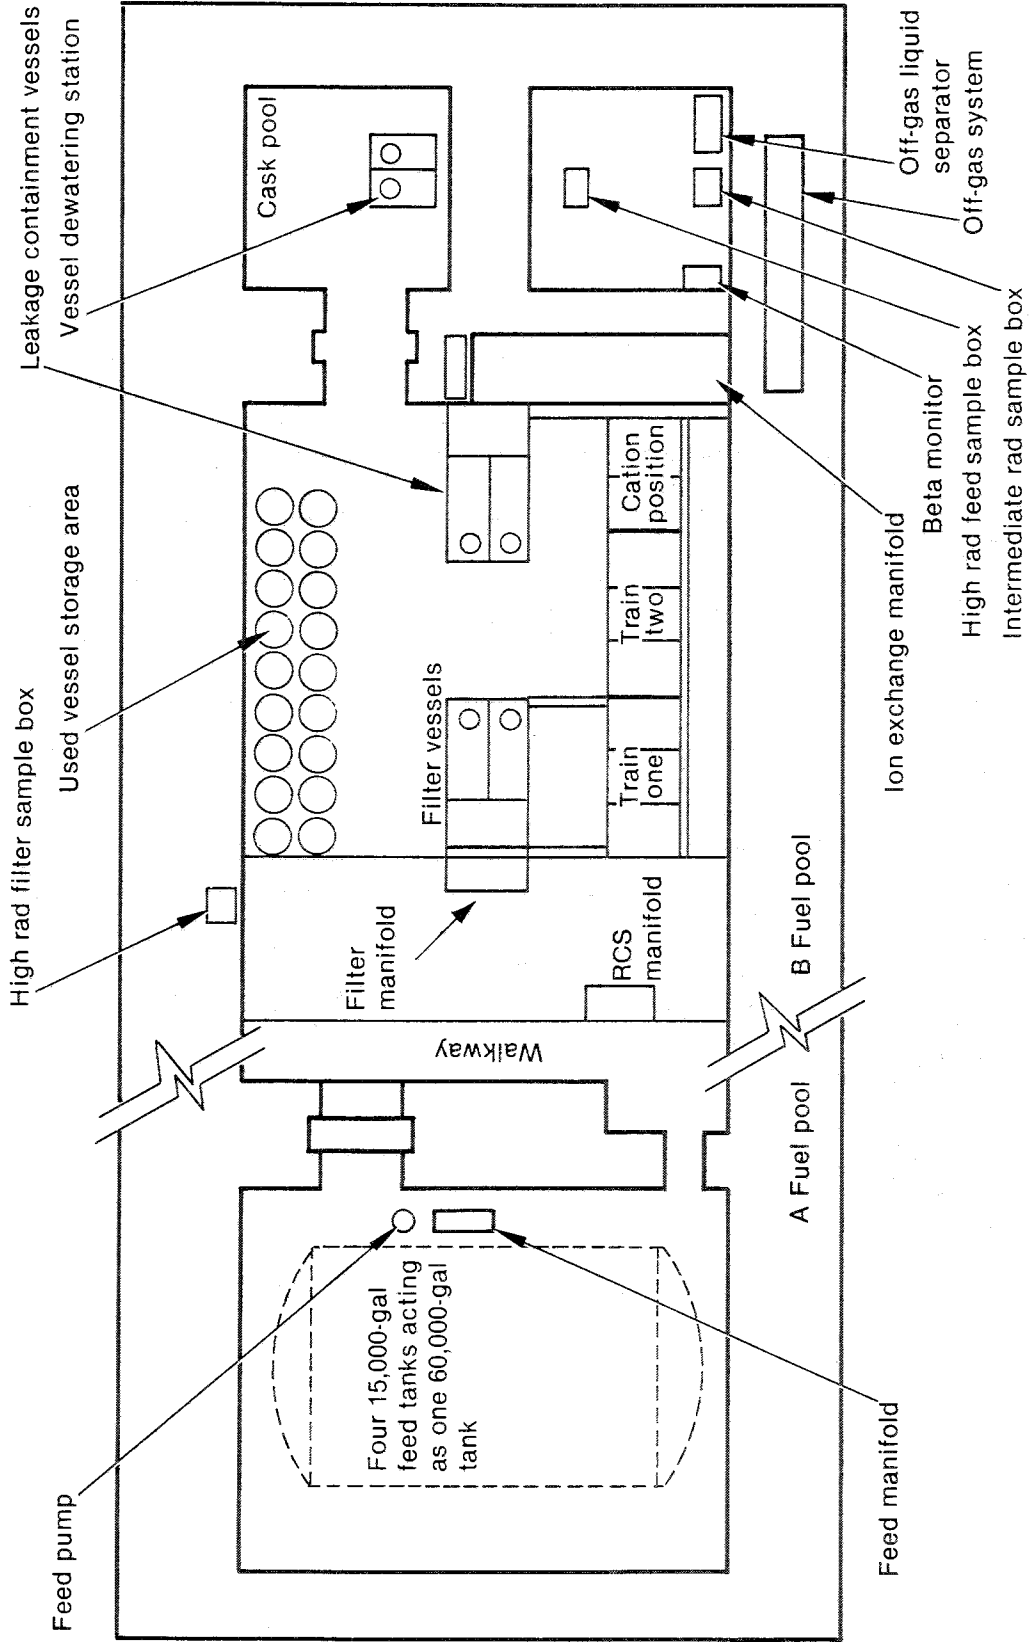 High rad filter sample box
Used vessel storage area
Leakage containment vessels
Vessel dewatering station
Feed pump
Cask pool
Four 15,000-gal
feed tanks acting
as one 60,000-gal
tank
Walkway
Filter
manifold
Filter vessels
RCS
manifold
Train
one
Train
two
Cation
position
A Fuel pool
B Fuel pool
Feed manifold
Ion exchange manifold
Beta monitor
High rad feed sample box
Intermediate rad sample box
Off-gas liquid
separator
Off-gas system